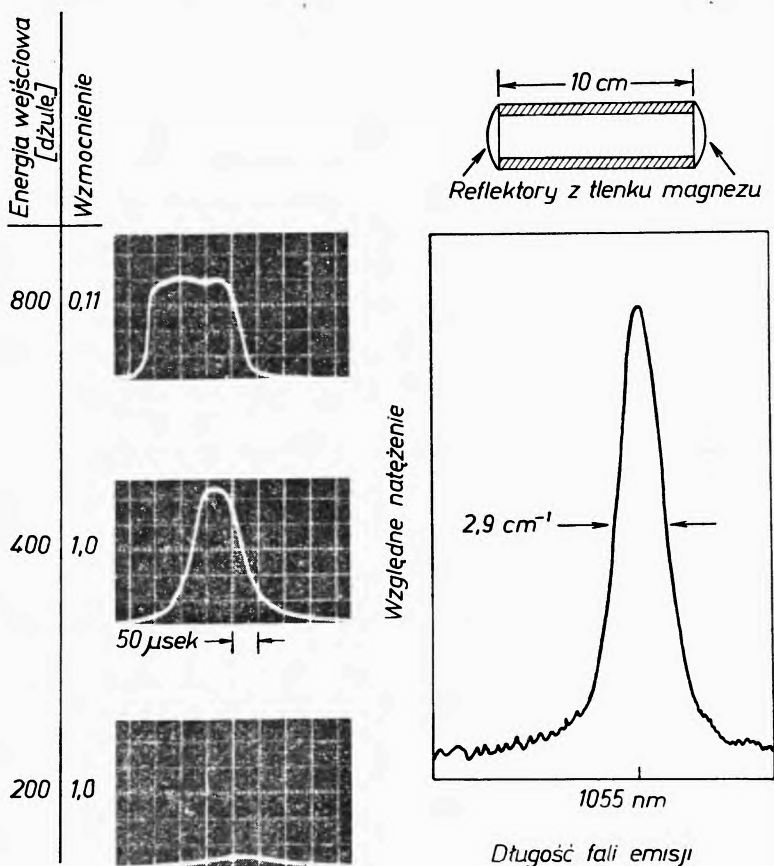 Energia wejściowa
[dżule]
Wzmocnienie
800 0,11
400 1,0
50 μsek
200 1,0
10 cm
Reflektory z tlenku magnezu
Względne natężenie
2,9 cm⁻¹
1055 nm
Długość fali emisji